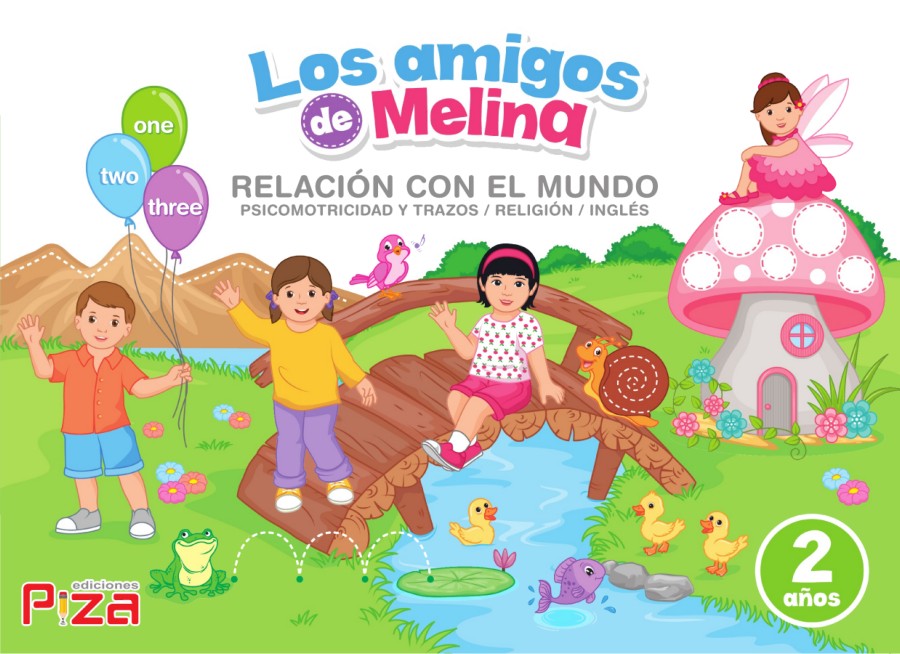 Los amigos
de Melina
RELACIÓN CON EL MUNDO
PSICOMOTRICIDAD Y TRAZOS / RELIGIÓN / INGLÉS
one
two
three
ediciones
Piza
2
años